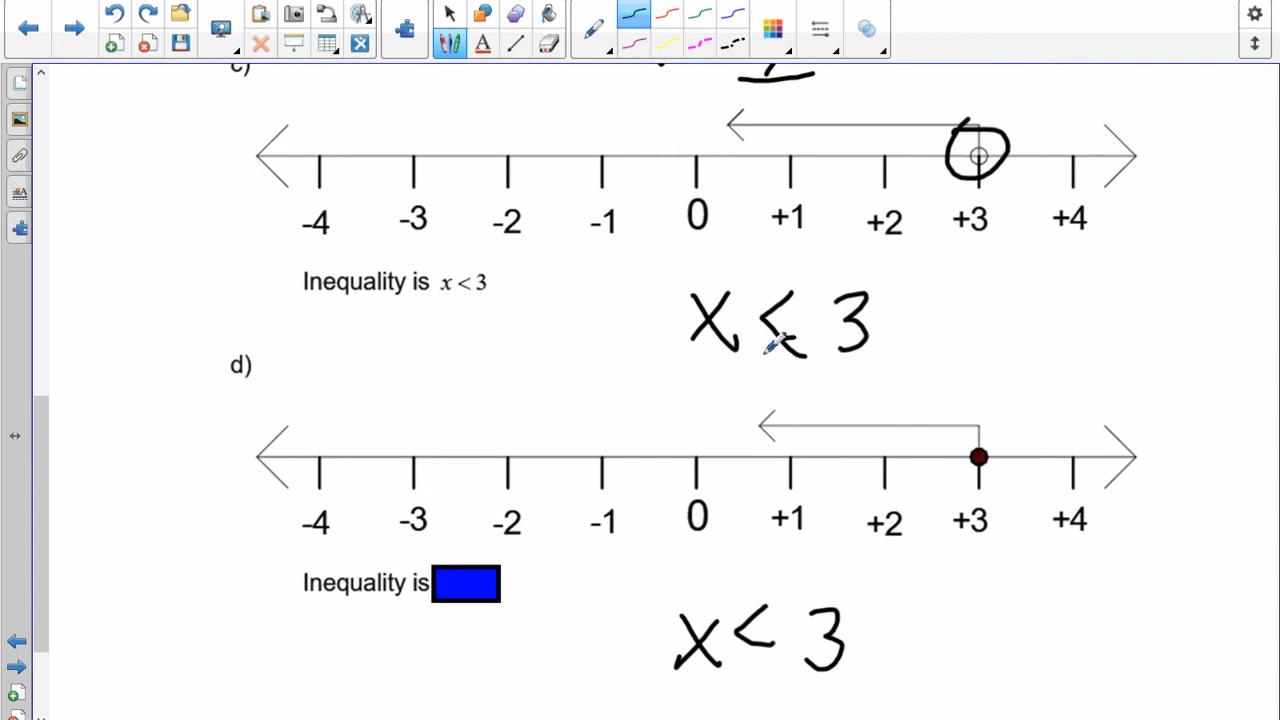 c)
-4 -3 -2 -1 0 +1 +2 +3 +4
Inequality is x < 3
x < 3
d)
-4 -3 -2 -1 0 +1 +2 +3 +4
Inequality is
x < 3